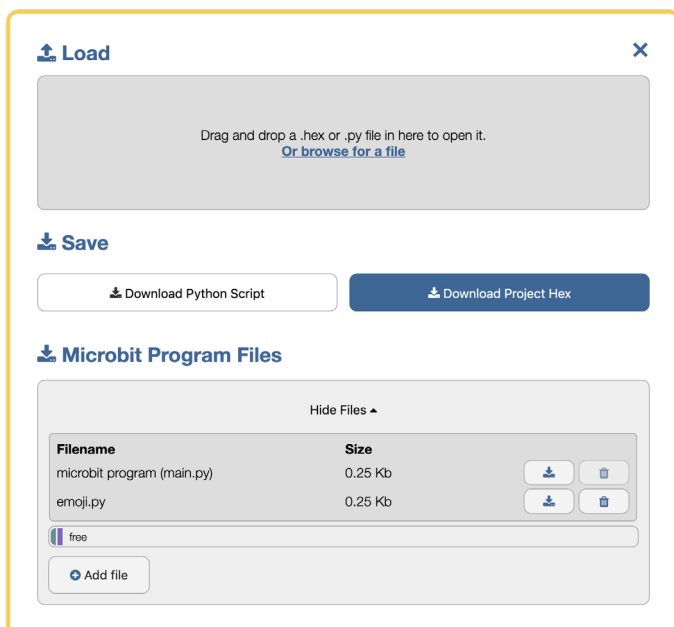 Load
Drag and drop a .hex or .py file in here to open it.
Or browse for a file
Save
Download Python Script
Download Project Hex
Microbit Program Files
Hide Files
Filename Size
microbit program (main.py) 0.25 Kb
emoji.py 0.25 Kb
free
Add file